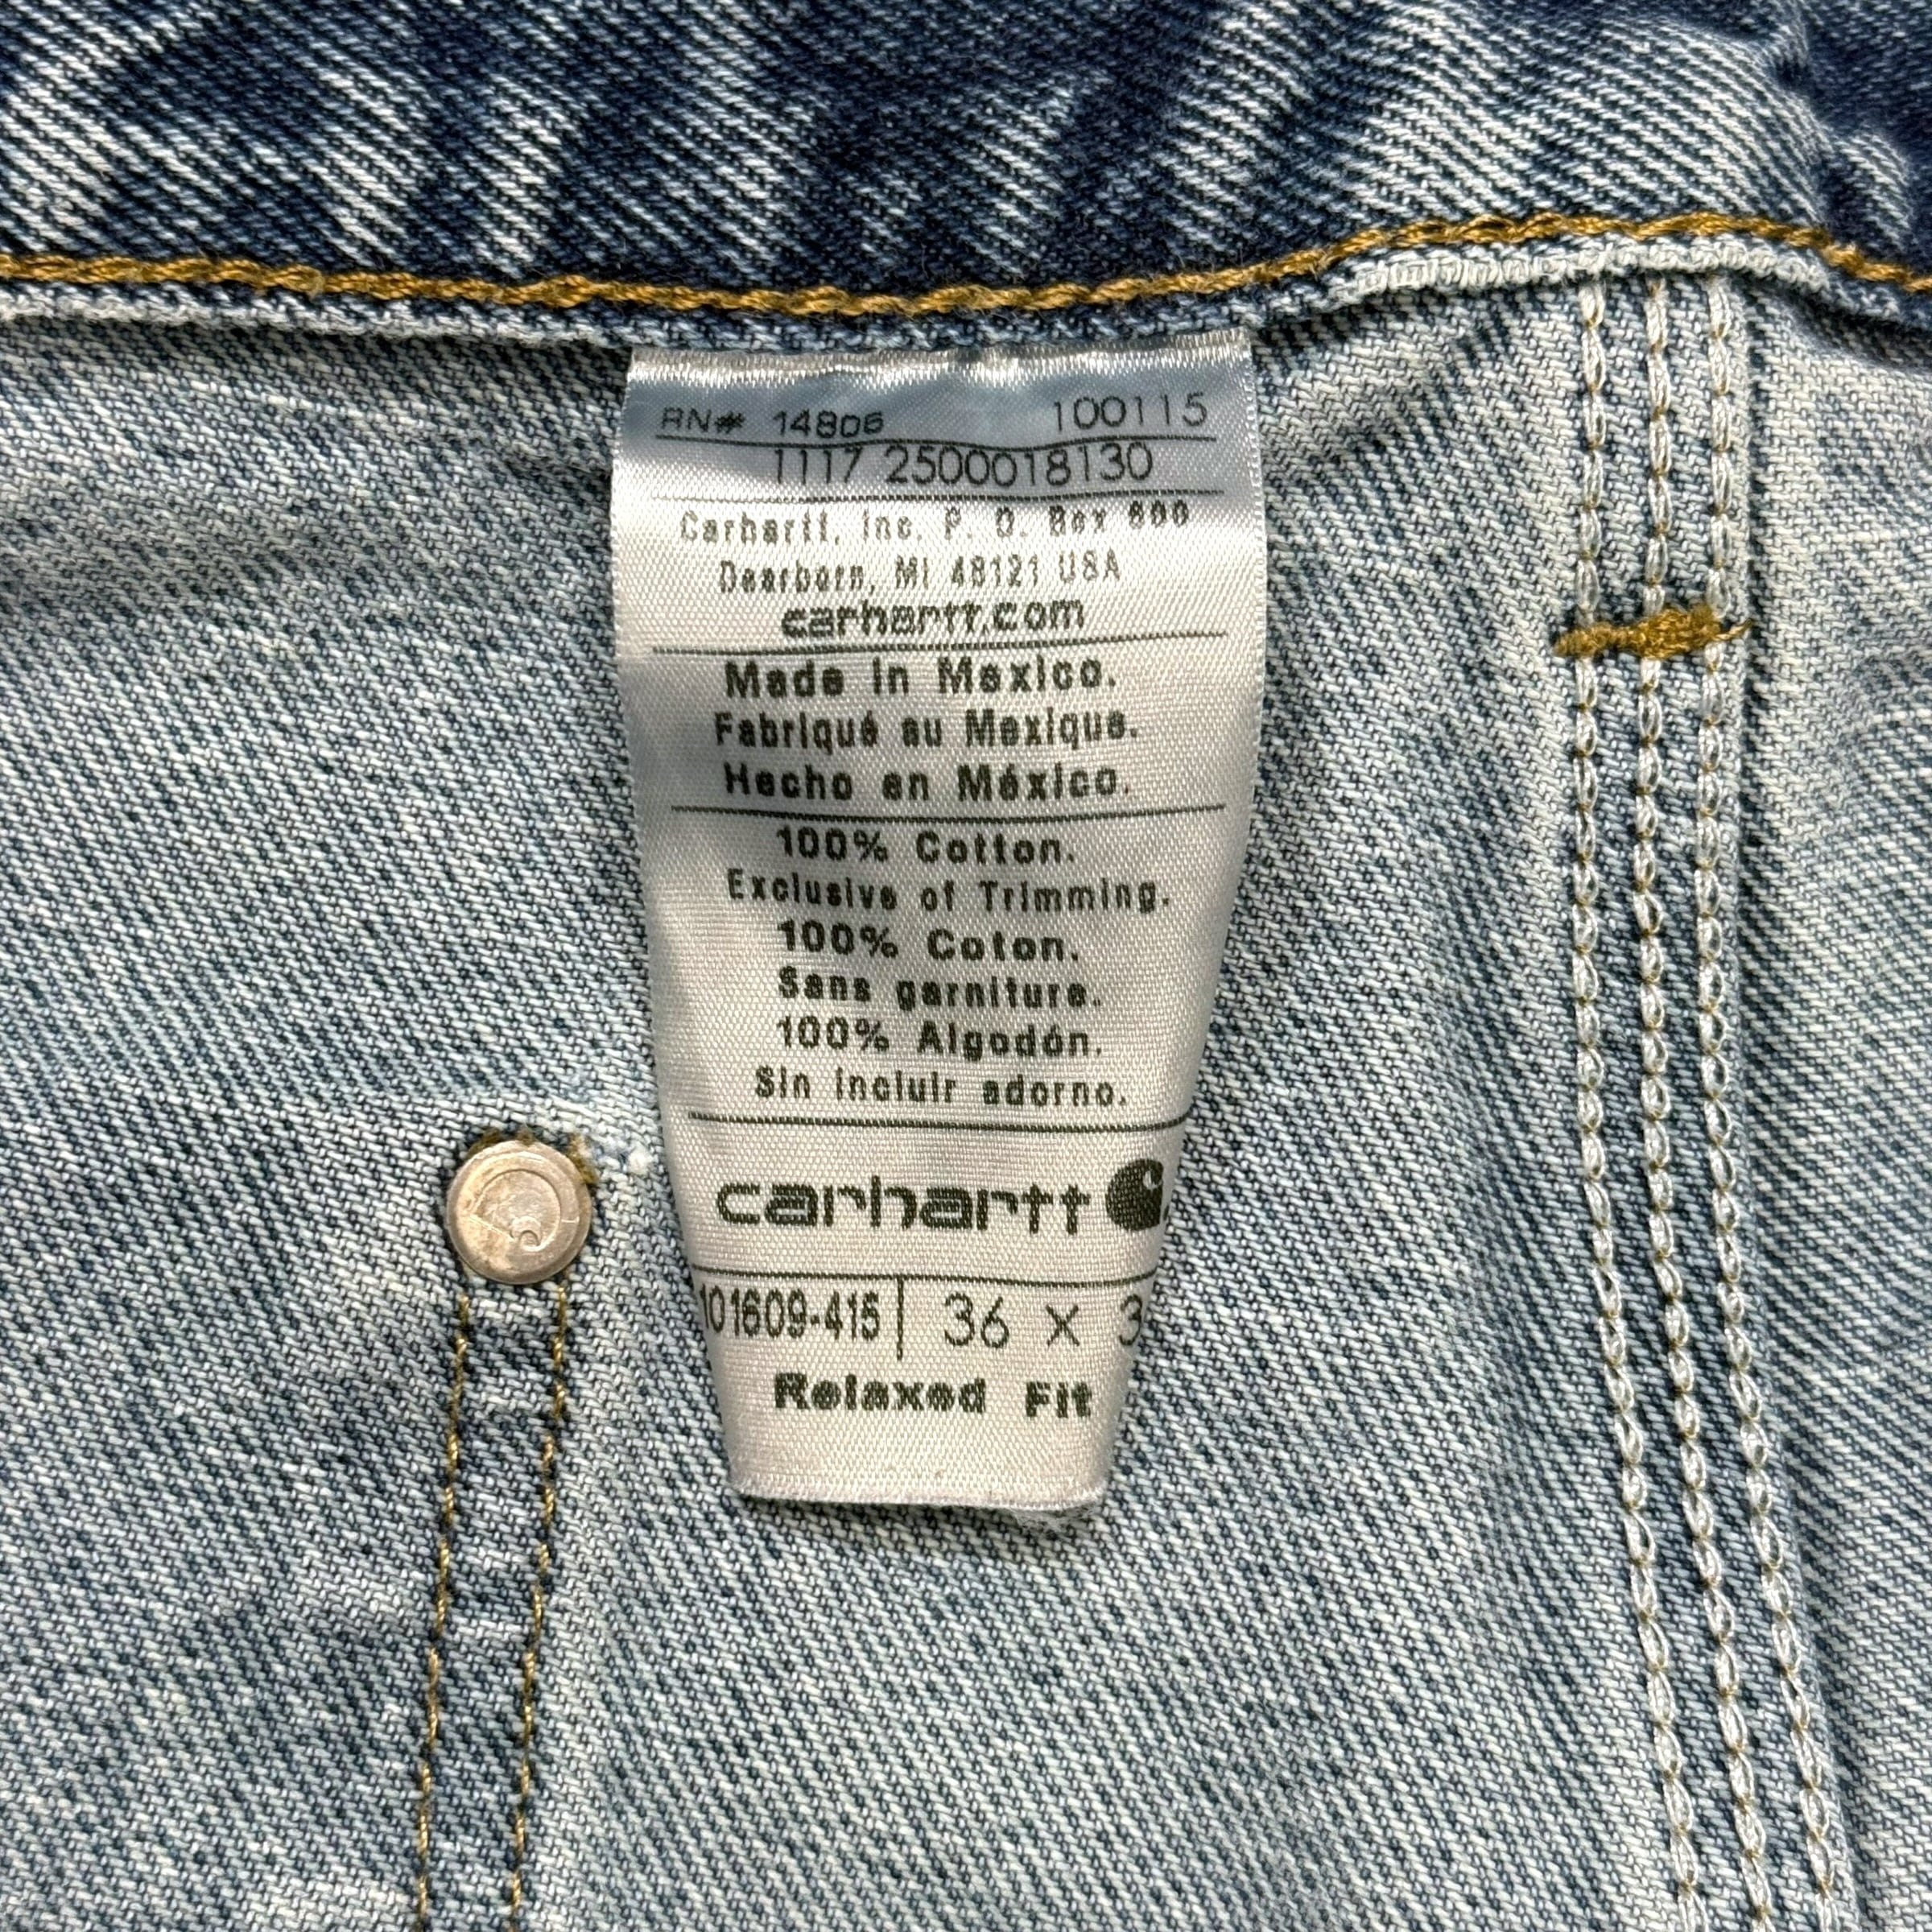 RN# 14806 100115
1117 2500018130
Carhartt, Inc. P. O. Box 600
Dearborn, MI 48121 USA
carhartt.com
Made in Mexico.
Fabriqué au Mexique.
Hecho en México.
100% Cotton.
Exclusive of Trimming.
100% Coton.
Sans garniture.
100% Algodón.
Sin incluir adorno.
carhartt
101609-415 36 X
Relaxed Fit